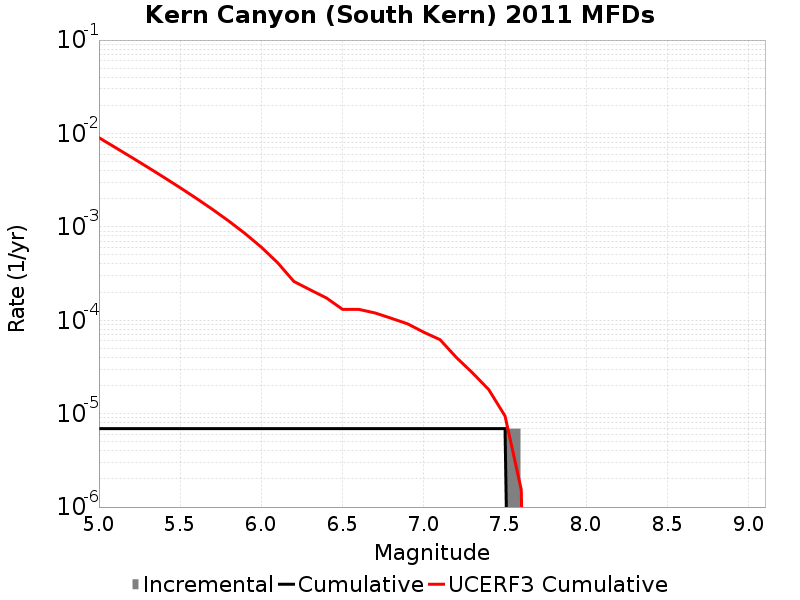 Kern Canyon (South Kern) 2011 MFDs
10-1
10-2
10-3
10-4
10-5
10-6
Rate (1/yr)
5.0 5.5 6.0 6.5 7.0 7.5 8.0 8.5 9.0
Magnitude
Incremental Cumulative UCERF3 Cumulative